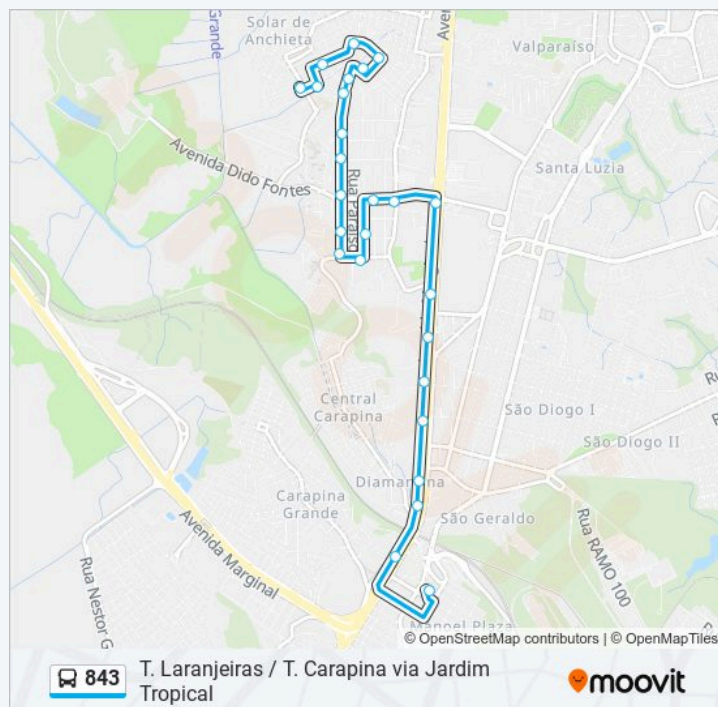 Solar de
Anchieta
Grande
Aven
Valparaíso
Avenida Dido Fontes
Santa Luzia
Rua Paraíso
Central
Carapina
São Diogo I
São Diogo II
Diamantina
Carapina
Grande
São Geraldo
Avenida Marginal
Rua RAMO 100
Rua Nestor G
Manoel Plaza
© OpenStreetMap contributors | © OpenMapTiles
843
T. Laranjeiras / T. Carapina via Jardim
Tropical
moovit